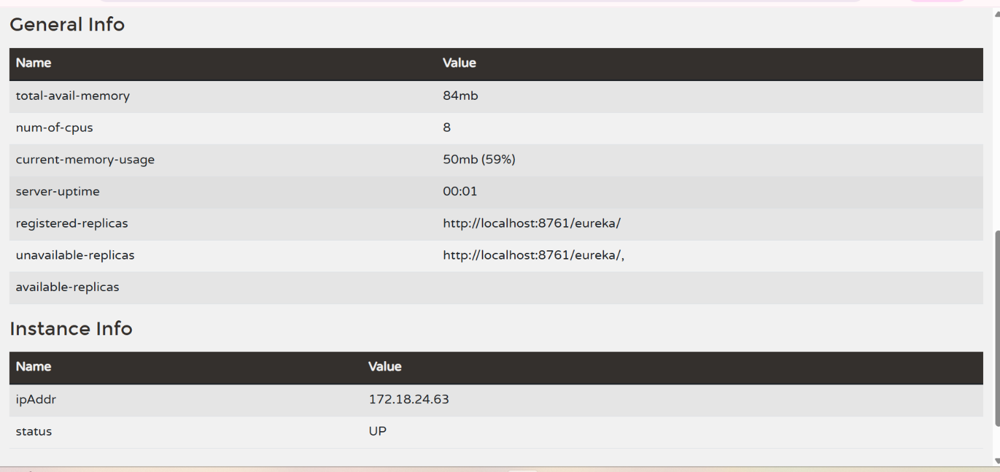 General Info
Name Value
total-avail-memory 84mb
num-of-cpus 8
current-memory-usage 50mb (59%)
server-uptime 00:01
registered-replicas http://localhost:8761/eureka/
unavailable-replicas http://localhost:8761/eureka/,
available-replicas
Instance Info
Name Value
ipAddr 172.18.24.63
status UP